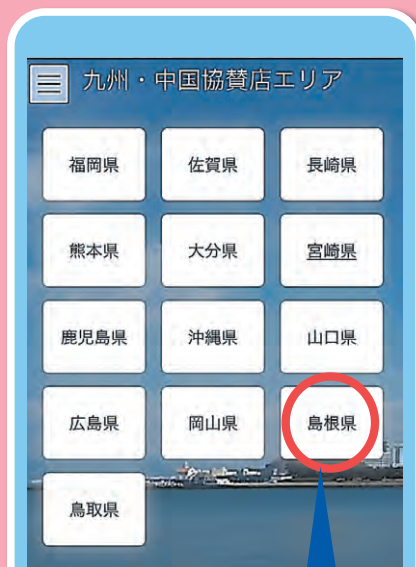 九州・中国協賛店エリア
福岡県 佐賀県 長崎県
熊本県 大分県 宮崎県
鹿児島県 沖縄県 山口県
広島県 岡山県 島根県
鳥取県